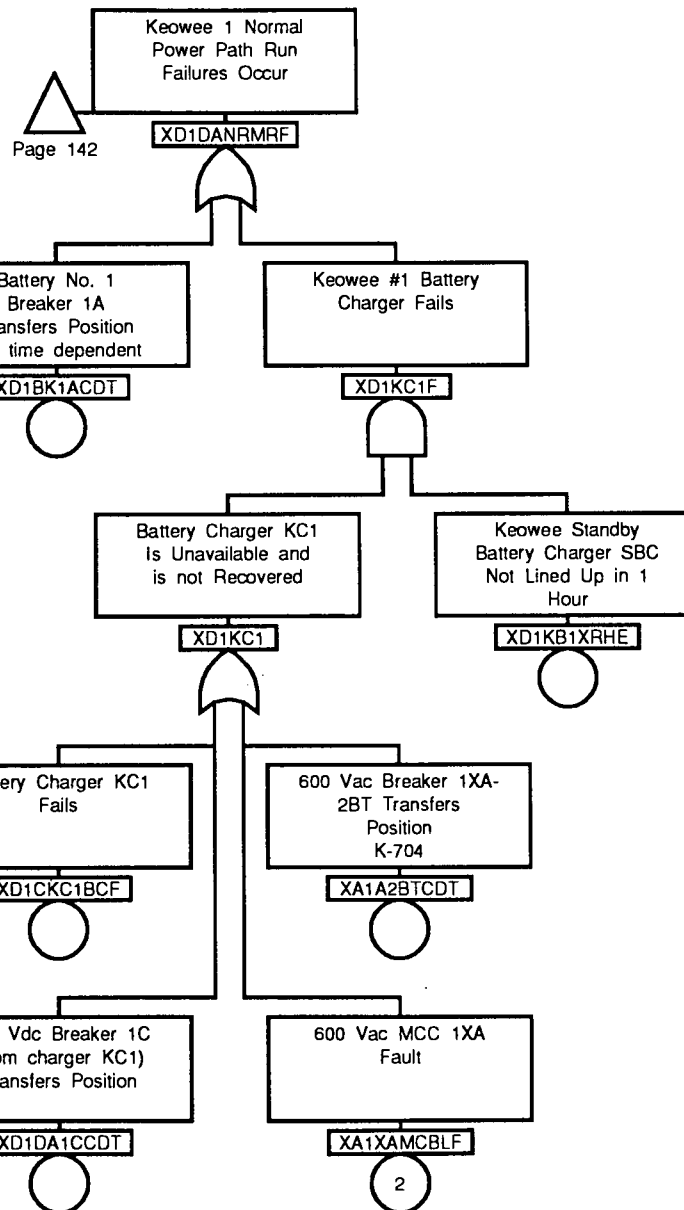 Keowee 1 Normal
Power Path Run
Failures Occur
Page 142
XD1DANRMRF
Battery No. 1
Breaker 1A
ansfers Position
time dependent
XD1BK1ACDT
Keowee #1 Battery
Charger Fails
XD1KC1F
Battery Charger KC1
Is Unavailable and
is not Recovered
XD1KC1
Keowee Standby
Battery Charger SBC
Not Lined Up in 1
Hour
XD1KB1XRHE
ery Charger KC1
Fails
XD1CKC1BCF
600 Vac Breaker 1XA-
2BT Transfers
Position
K-704
XA1A2BTCDT
Vdc Breaker 1C
om charger KC1)
ansfers Position
XD1DA1CCDT
600 Vac MCC 1XA
Fault
XA1XAMCBLF
2